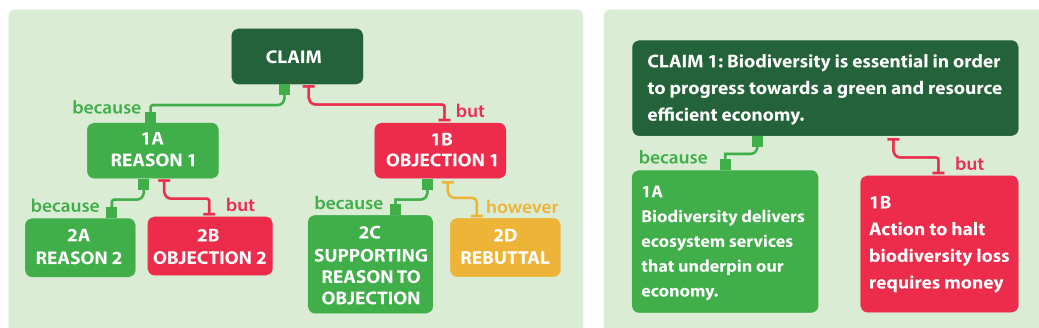 CLAIM
because
but
1A
REASON 1
1B
OBJECTION 1
because
but
because
however
2A
REASON 2
2B
OBJECTION 2
2C
SUPPORTING
REASON TO
OBJECTION
2D
REBUTTAL
CLAIM 1: Biodiversity is essential in order
to progress towards a green and resource
efficient economy.
because
but
1A
Biodiversity delivers
ecosystem services
that underpin our
economy.
1B
Action to halt
biodiversity loss
requires money